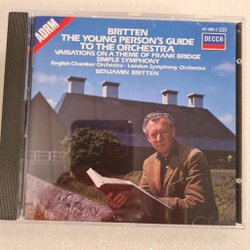 ADRM
DECCA
BRITTEN
THE YOUNG PERSON'S GUIDE
TO THE ORCHESTRA
VARIATIONS ON A THEME OF FRANK BRIDGE
SIMPLE SYMPHONY
English Chamber Orchestra · London Symphony Orchestra
BENJAMIN BRITTEN